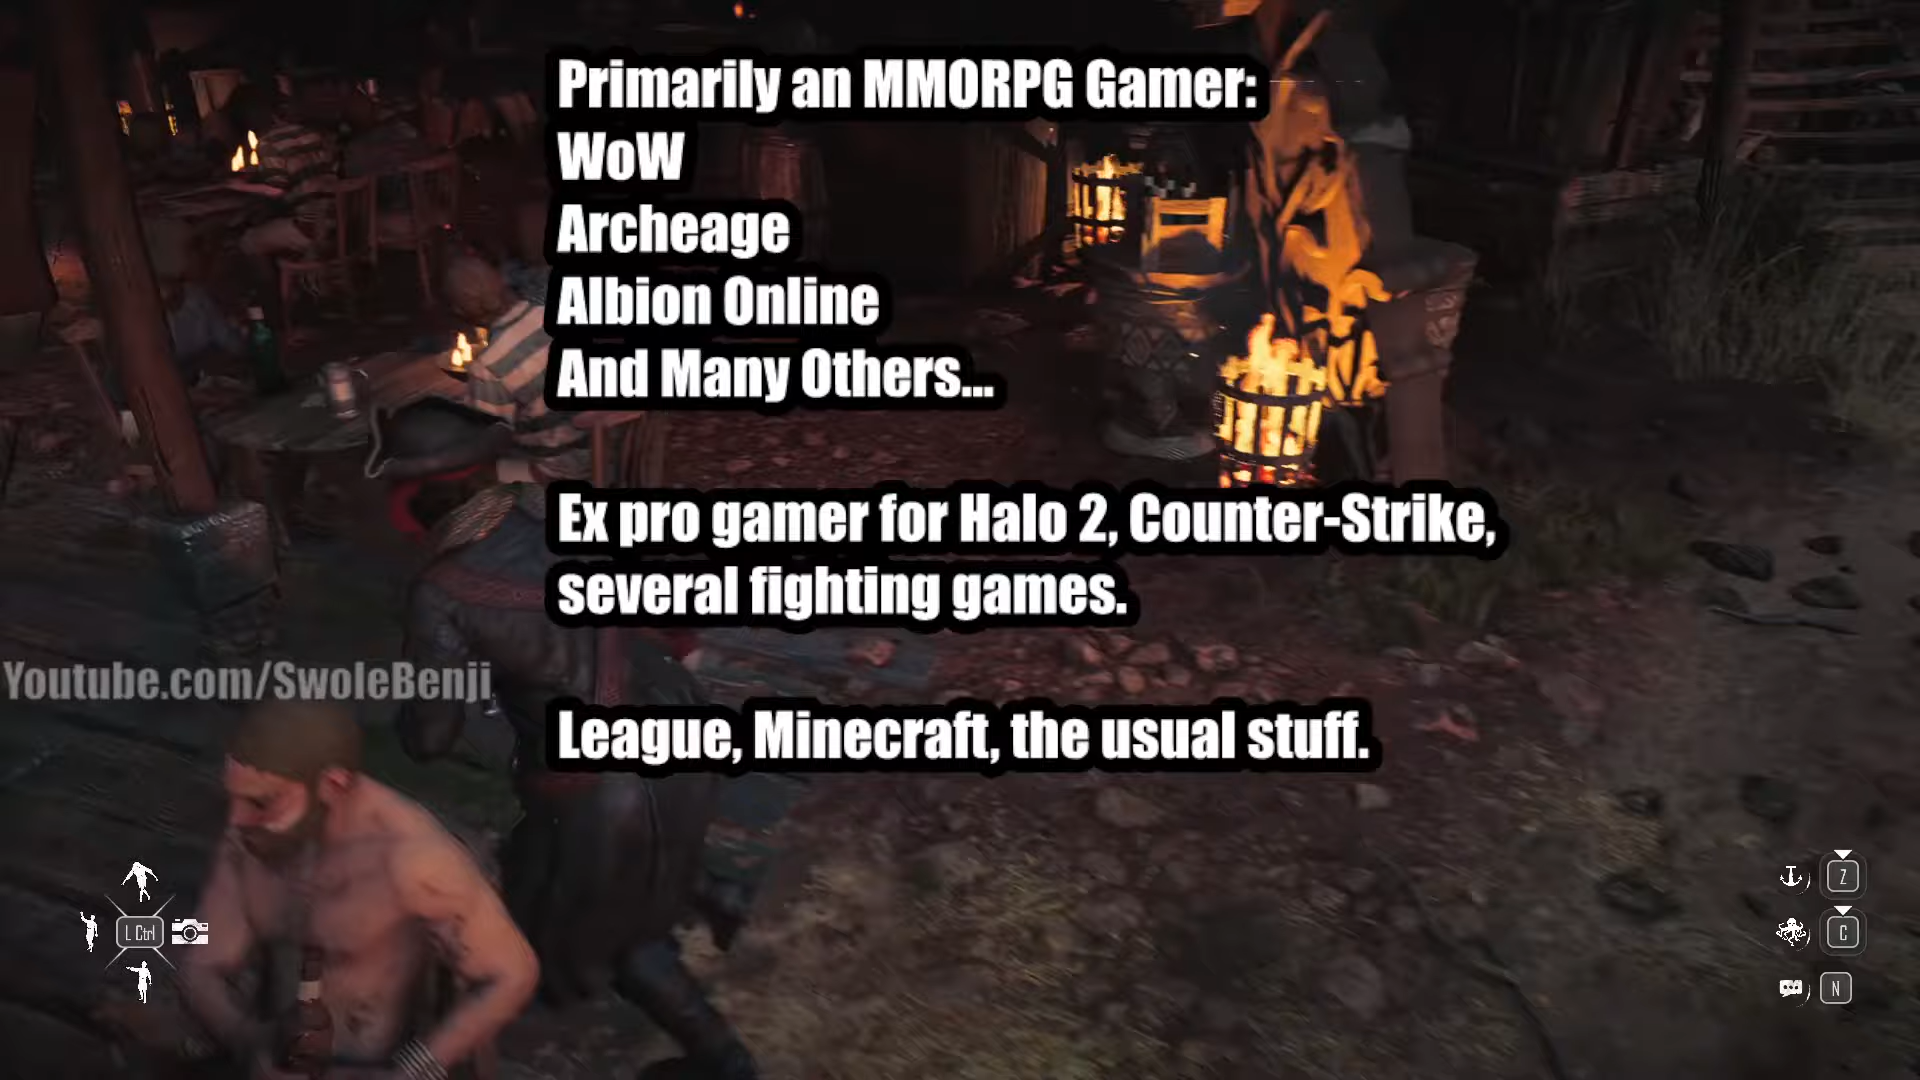 Primarily an MMORPG Gamer:
WoW
Archeage
Albion Online
And Many Others...
Ex pro gamer for Halo 2, Counter-Strike,
several fighting games.
Youtube.com/SwoleBenji
League, Minecraft, the usual stuff.
Z
L Ctrl
C
N